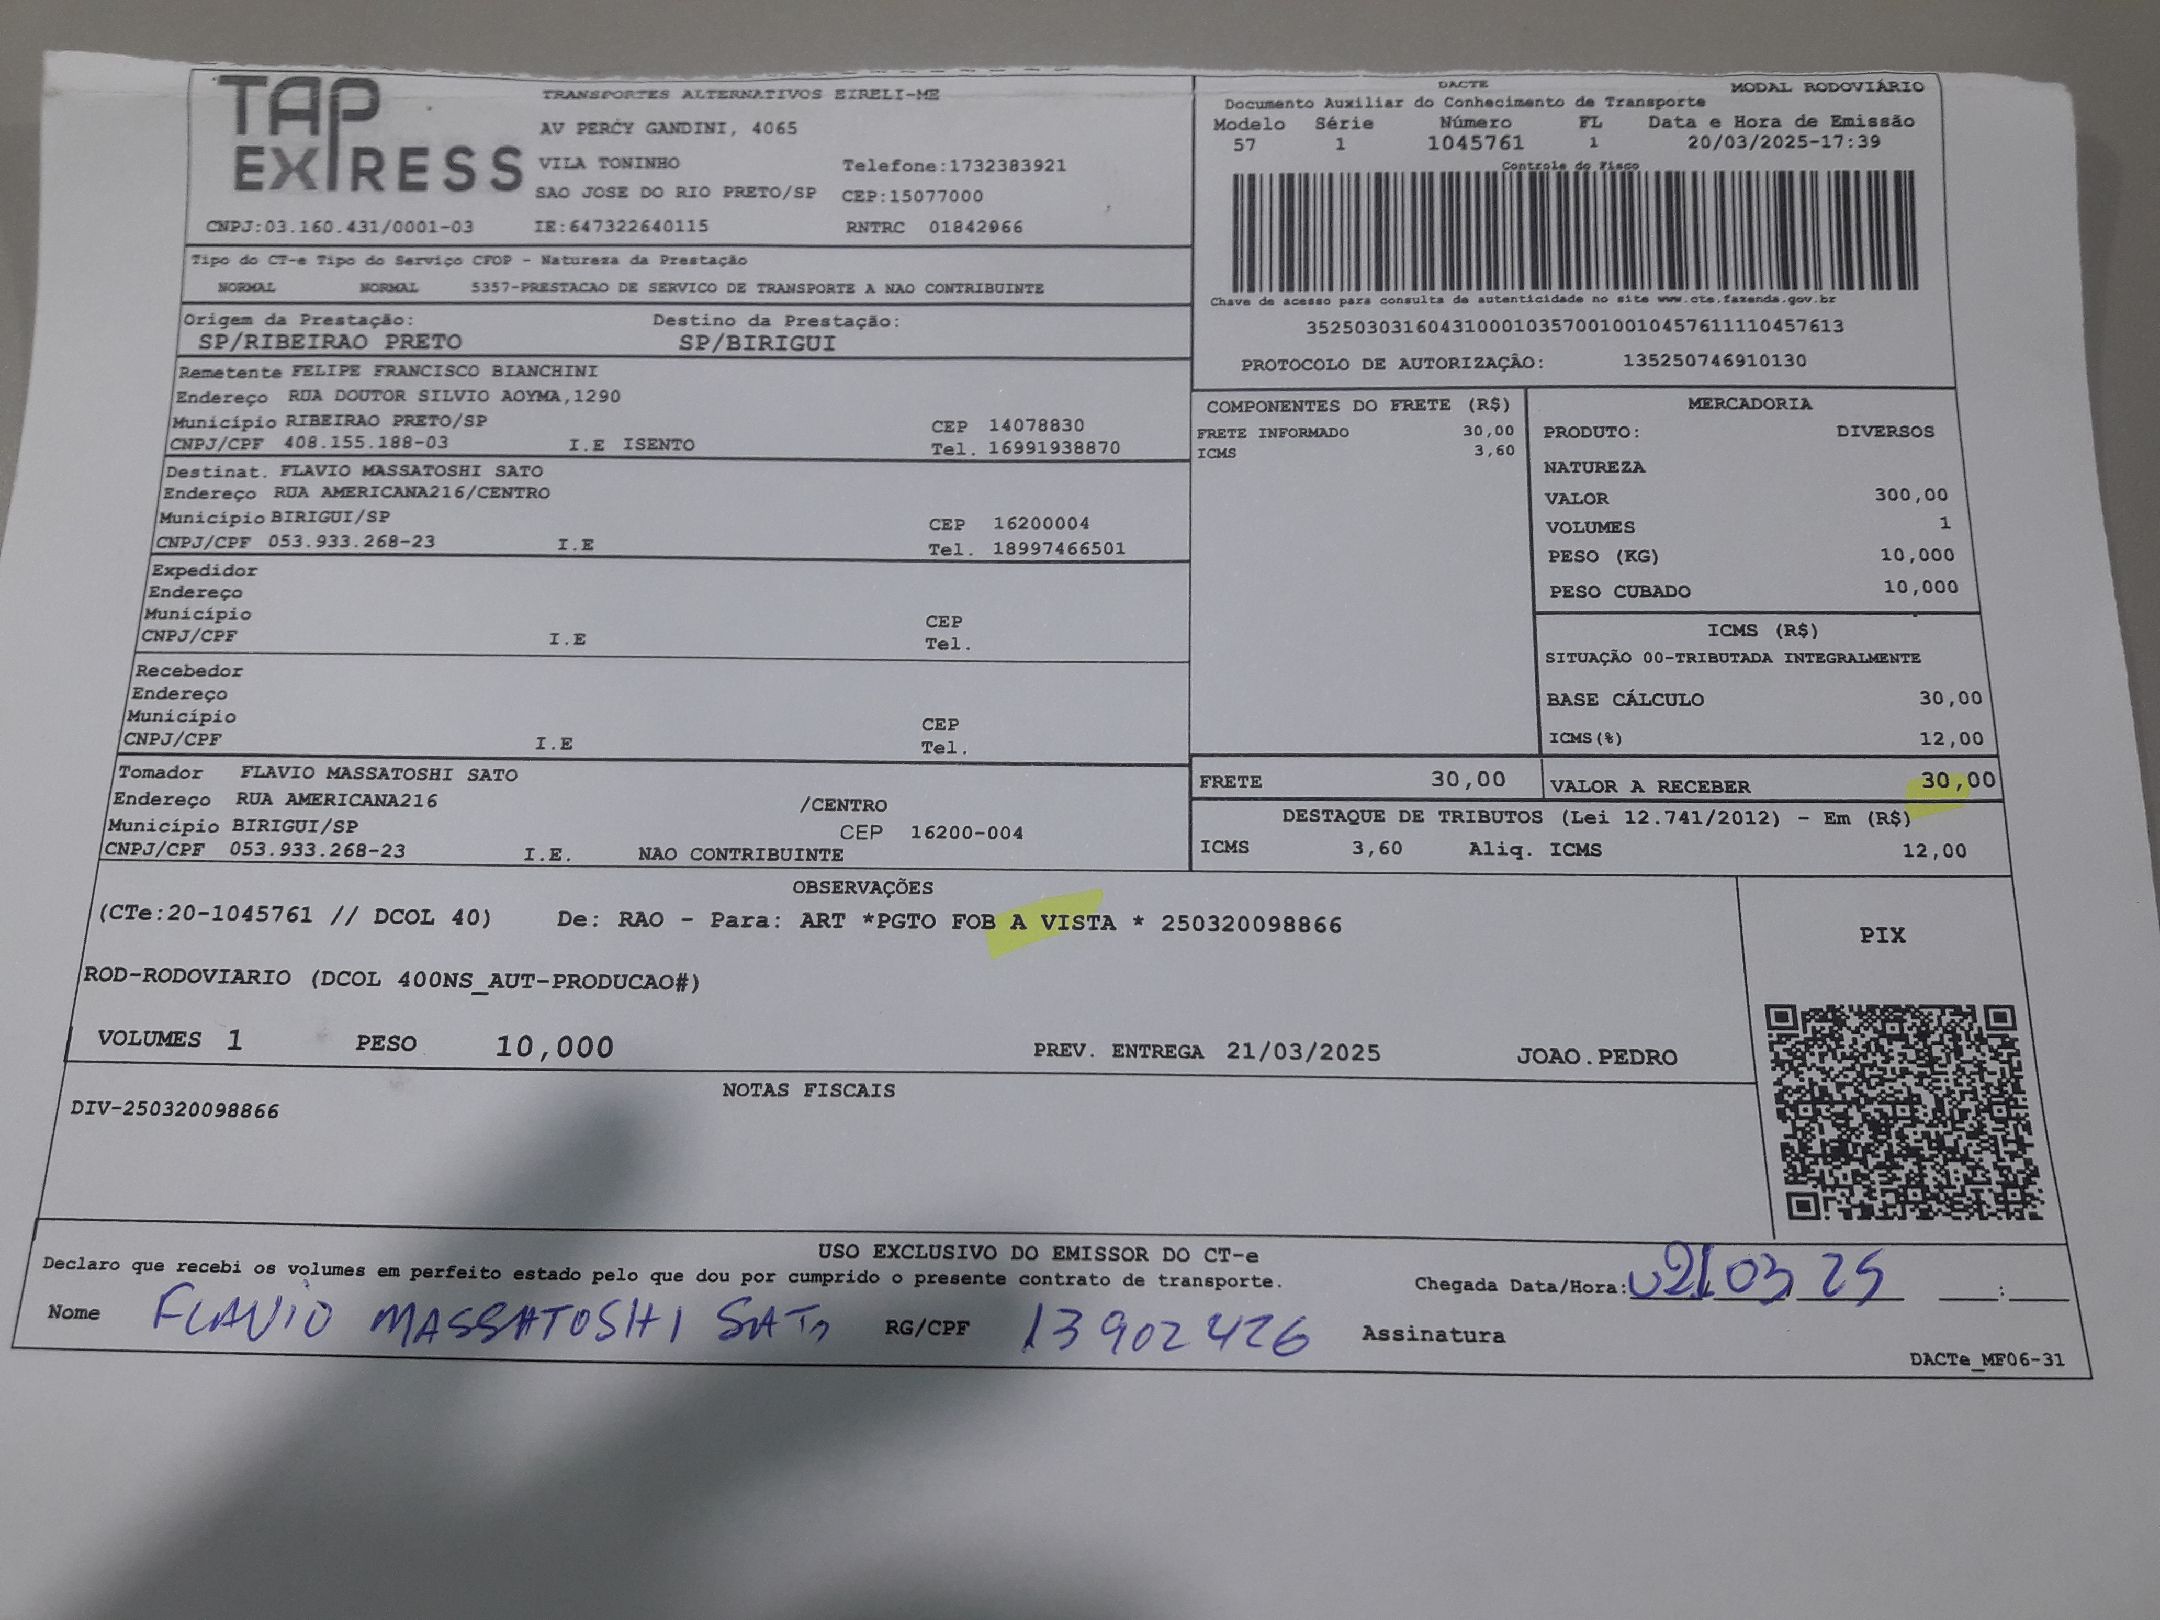 TAP EXPRESS
TRANSPORTES ALTERNATIVOS EIRELI-ME
AV PERCY GANDINI, 4065
VILA TONINHO Telefone:1732383921
SAO JOSE DO RIO PRETO/SP CEP:15077000
CNPJ:03.160.431/0001-03 IE:647322640115 RNTRC 01842966
DACTE MODAL RODOVIÁRIO
Documento Auxiliar do Conhecimento de Transporte
Modelo Série Número FL Data e Hora de Emissão
57 1 1045761 1 20/03/2025-17:39
Controle do Fisco
Chave de acesso para consulta de autenticidade no site www.cte.fazenda.gov.br
35250303160431000103570010010457611110457613
PROTOCOLO DE AUTORIZAÇÃO: 135250746910130
Tipo do CT-e Tipo do Serviço CFOP - Natureza da Prestação
NORMAL NORMAL 5357-PRESTACAO DE SERVICO DE TRANSPORTE A NAO CONTRIBUINTE
Origem da Prestação: Destino da Prestação:
SP/RIBEIRAO PRETO SP/BIRIGUI
Remetente FELIPE FRANCISCO BIANCHINI
Endereço RUA DOUTOR SILVIO AOYMA,1290
Município RIBEIRAO PRETO/SP CEP 14078830
CNPJ/CPF 408.155.188-03 I.E ISENTO Tel. 16991938870
Destinat. FLAVIO MASSATOSHI SATO
Endereço RUA AMERICANA216/CENTRO
Município BIRIGUI/SP CEP 16200004
CNPJ/CPF 053.933.268-23 I.E Tel. 18997466501
Expedidor
Endereço
Município CEP
CNPJ/CPF I.E Tel.
Recebedor
Endereço
Município CEP
CNPJ/CPF I.E Tel.
Tomador FLAVIO MASSATOSHI SATO
Endereço RUA AMERICANA216 /CENTRO
Município BIRIGUI/SP CEP 16200-004
CNPJ/CPF 053.933.268-23 I.E. NAO CONTRIBUINTE
COMPONENTES DO FRETE (R$)
FRETE INFORMADO 30,00
ICMS 3,60
MERCADORIA
PRODUTO: DIVERSOS
NATUREZA
VALOR 300,00
VOLUMES 1
PESO (KG) 10,000
PESO CUBADO 10,000
ICMS (R$)
SITUAÇÃO 00-TRIBUTADA INTEGRALMENTE
BASE CÁLCULO 30,00
ICMS(%) 12,00
FRETE 30,00 VALOR A RECEBER 30,00
DESTAQUE DE TRIBUTOS (Lei 12.741/2012) - Em (R$)
ICMS 3,60 Aliq. ICMS 12,00
OBSERVAÇÕES
(CTe:20-1045761 // DCOL 40) De: RAO - Para: ART *PGTO FOB A VISTA * 250320098866
ROD-RODOVIARIO (DCOL 400NS_AUT-PRODUCAO#)
VOLUMES 1 PESO 10,000 PREV. ENTREGA 21/03/2025 JOAO.PEDRO
PIX
NOTAS FISCAIS
DIV-250320098866
USO EXCLUSIVO DO EMISSOR DO CT-e
Declaro que recebi os volumes em perfeito estado pelo que dou por cumprido o presente contrato de transporte. Chegada Data/Hora: 21 03 25 :
Nome FLAVIO MASSATOSHI SATO RG/CPF 13902426 Assinatura
DACTe_MF06-31